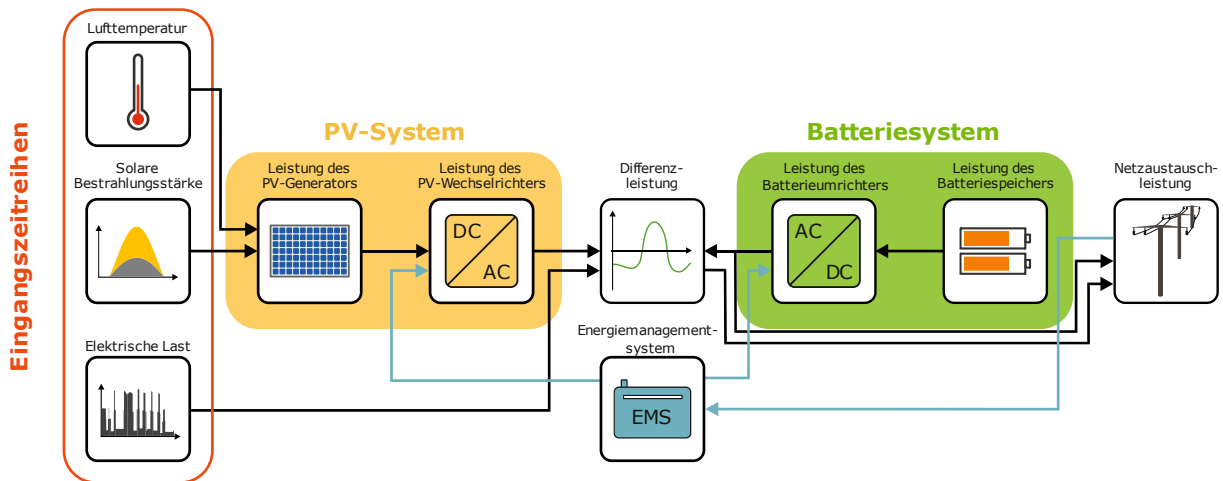 Eingangszeitreihen
Lufttemperatur
Solare
Bestrahlungsstärke
Elektrische Last
PV-System
Leistung des
PV-Generators
Leistung des
PV-Wechselrichters
DC
AC
Differenz-
leistung
Energiemanagement-
system
EMS
Batteriesystem
Leistung des
Batterieumrichters
AC
DC
Leistung des
Batteriespeichers
Netzaustausch-
leistung